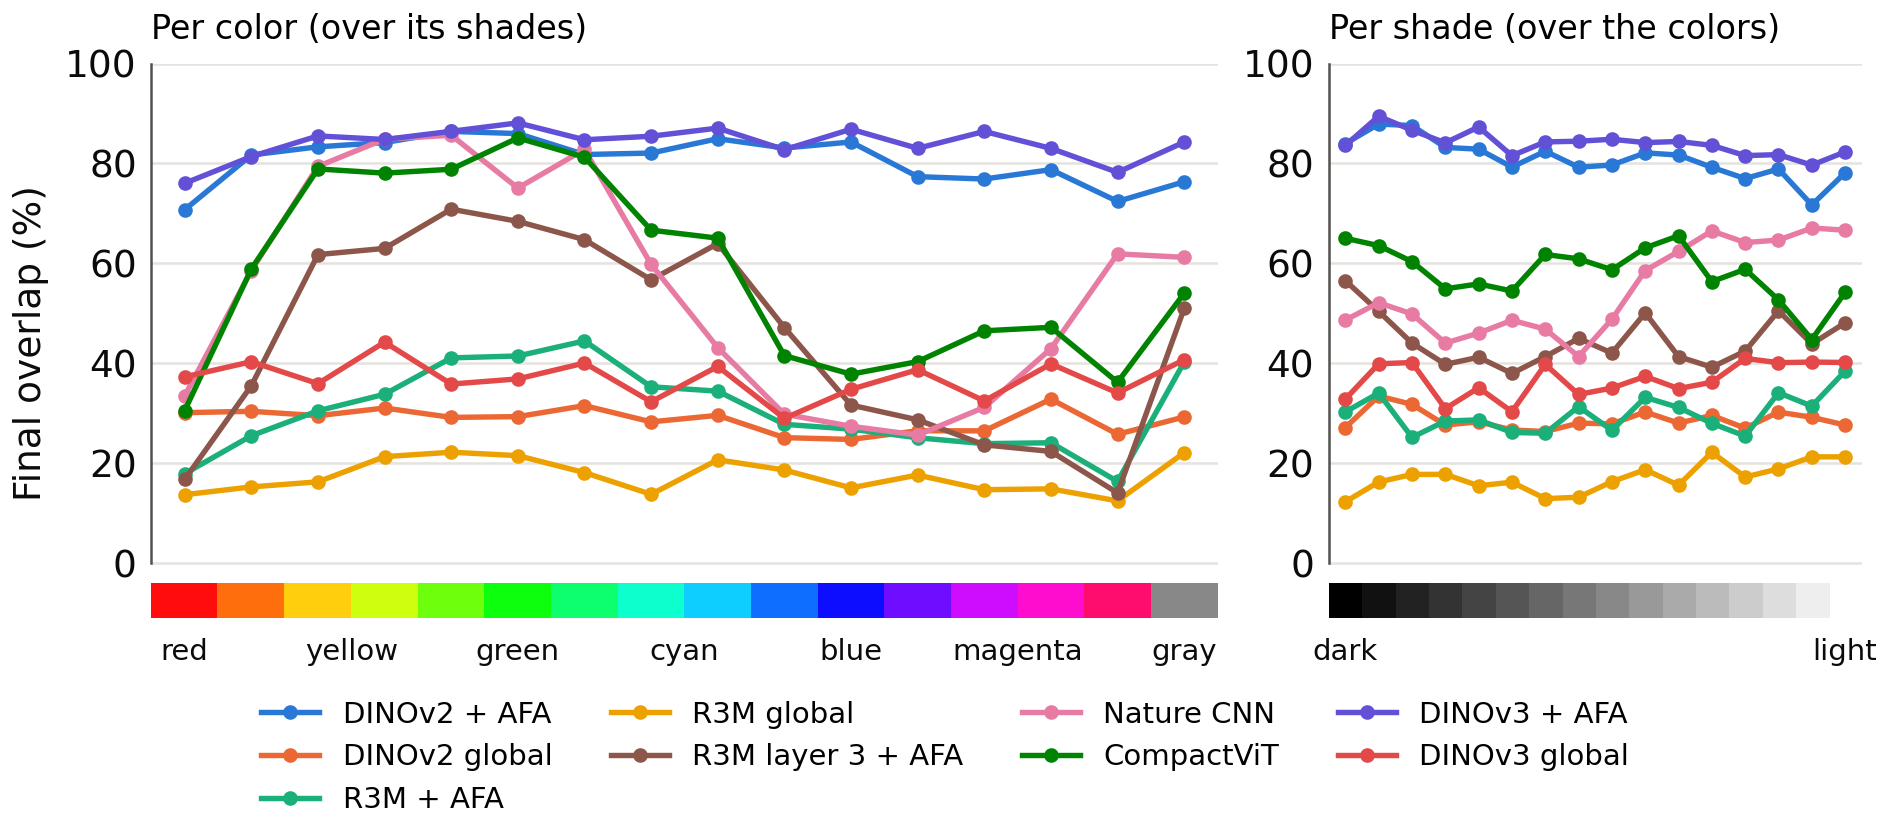 Per color (over its shades)
Per shade (over the colors)
Final overlap (%)
100
80
60
40
20
0
100
80
60
40
20
0
red yellow green cyan blue magenta gray
dark light
DINOv2 + AFA
DINOv2 global
R3M + AFA
R3M global
R3M layer 3 + AFA
Nature CNN
CompactViT
DINOv3 + AFA
DINOv3 global